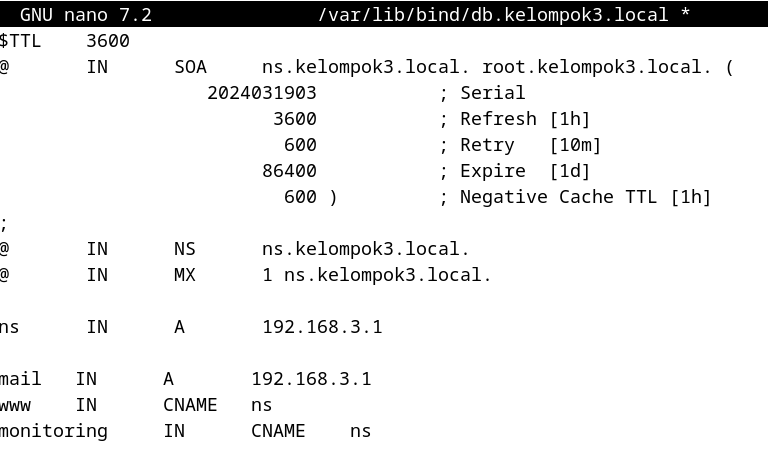 GNU nano 7.2 /var/lib/bind/db.kelompok3.local *
$TTL 3600
@ IN SOA ns.kelompok3.local. root.kelompok3.local. (
2024031903 ; Serial
3600 ; Refresh [1h]
600 ; Retry [10m]
86400 ; Expire [1d]
600 ) ; Negative Cache TTL [1h]
;
@ IN NS ns.kelompok3.local.
@ IN MX 1 ns.kelompok3.local.
ns IN A 192.168.3.1
mail IN A 192.168.3.1
www IN CNAME ns
monitoring IN CNAME ns